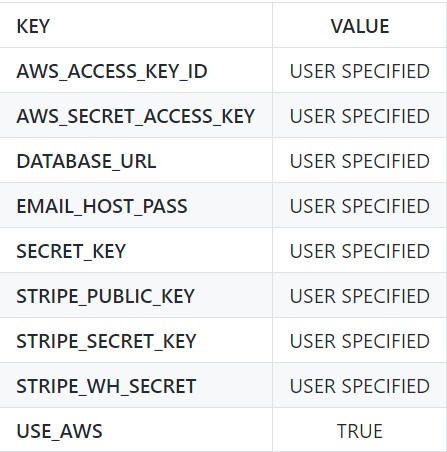 KEY VALUE
AWS_ACCESS_KEY_ID USER SPECIFIED
AWS_SECRET_ACCESS_KEY USER SPECIFIED
DATABASE_URL USER SPECIFIED
EMAIL_HOST_PASS USER SPECIFIED
SECRET_KEY USER SPECIFIED
STRIPE_PUBLIC_KEY USER SPECIFIED
STRIPE_SECRET_KEY USER SPECIFIED
STRIPE_WH_SECRET USER SPECIFIED
USE_AWS TRUE